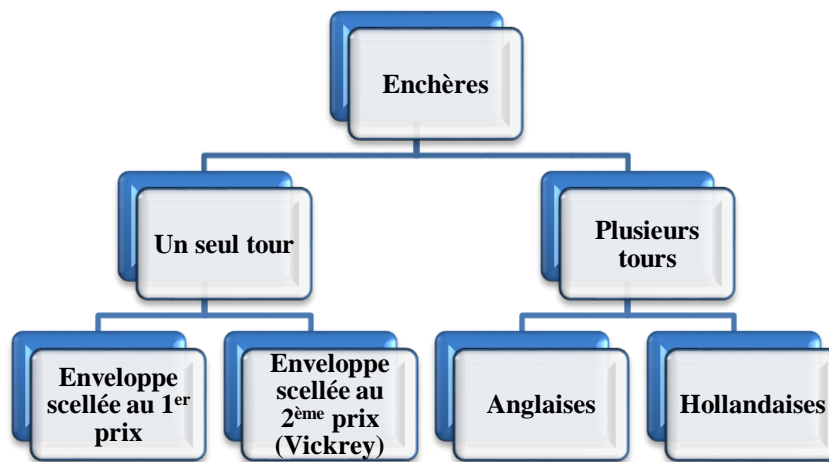 Enchères
Un seul tour
Plusieurs
tours
Enveloppe
scellée au 1er
prix
Enveloppe
scellée au
2ème prix
(Vickrey)
Anglaises
Hollandaises